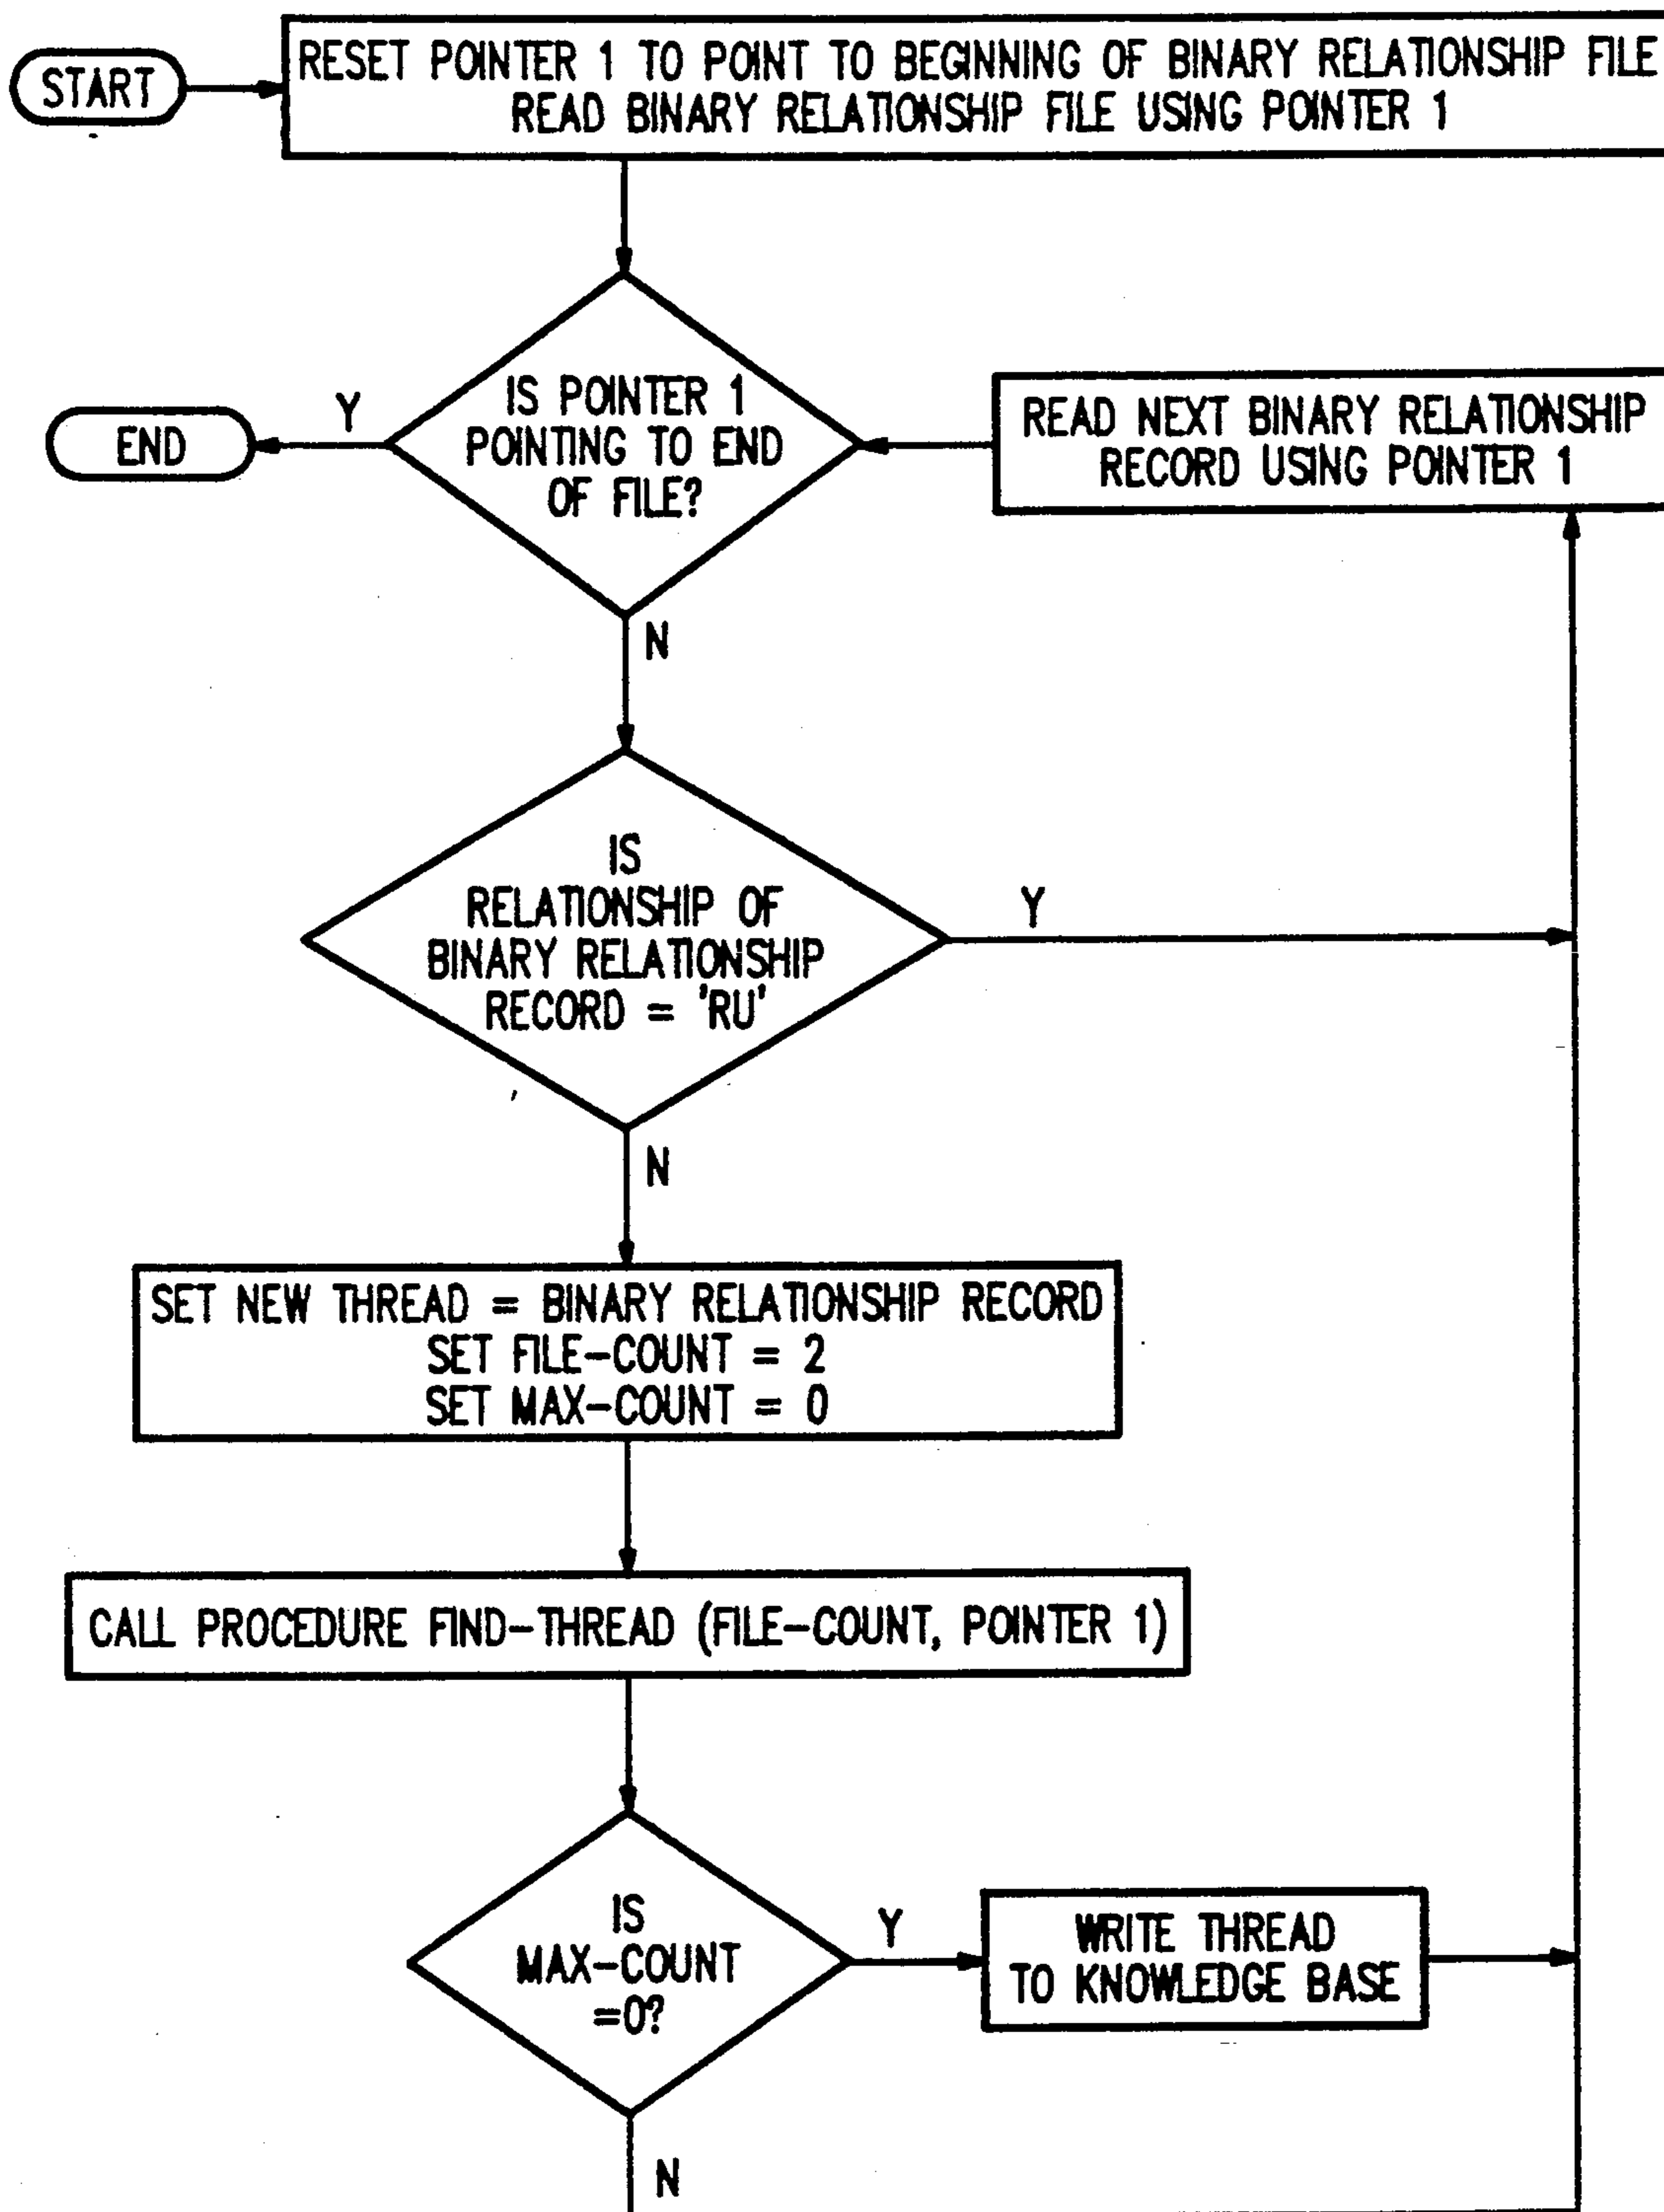 START
RESET POINTER 1 TO POINT TO BEGINNING OF BINARY RELATIONSHIP FILE
READ BINARY RELATIONSHIP FILE USING POINTER 1
IS POINTER 1
POINTING TO END
OF FILE?
Y
END
READ NEXT BINARY RELATIONSHIP
RECORD USING POINTER 1
N
IS
RELATIONSHIP OF
BINARY RELATIONSHIP
RECORD = 'RU'
Y
N
SET NEW THREAD = BINARY RELATIONSHIP RECORD
SET FILE-COUNT = 2
SET MAX-COUNT = 0
CALL PROCEDURE FIND-THREAD (FILE-COUNT, POINTER 1)
IS
MAX-COUNT
=0?
Y
WRITE THREAD
TO KNOWLEDGE BASE
N